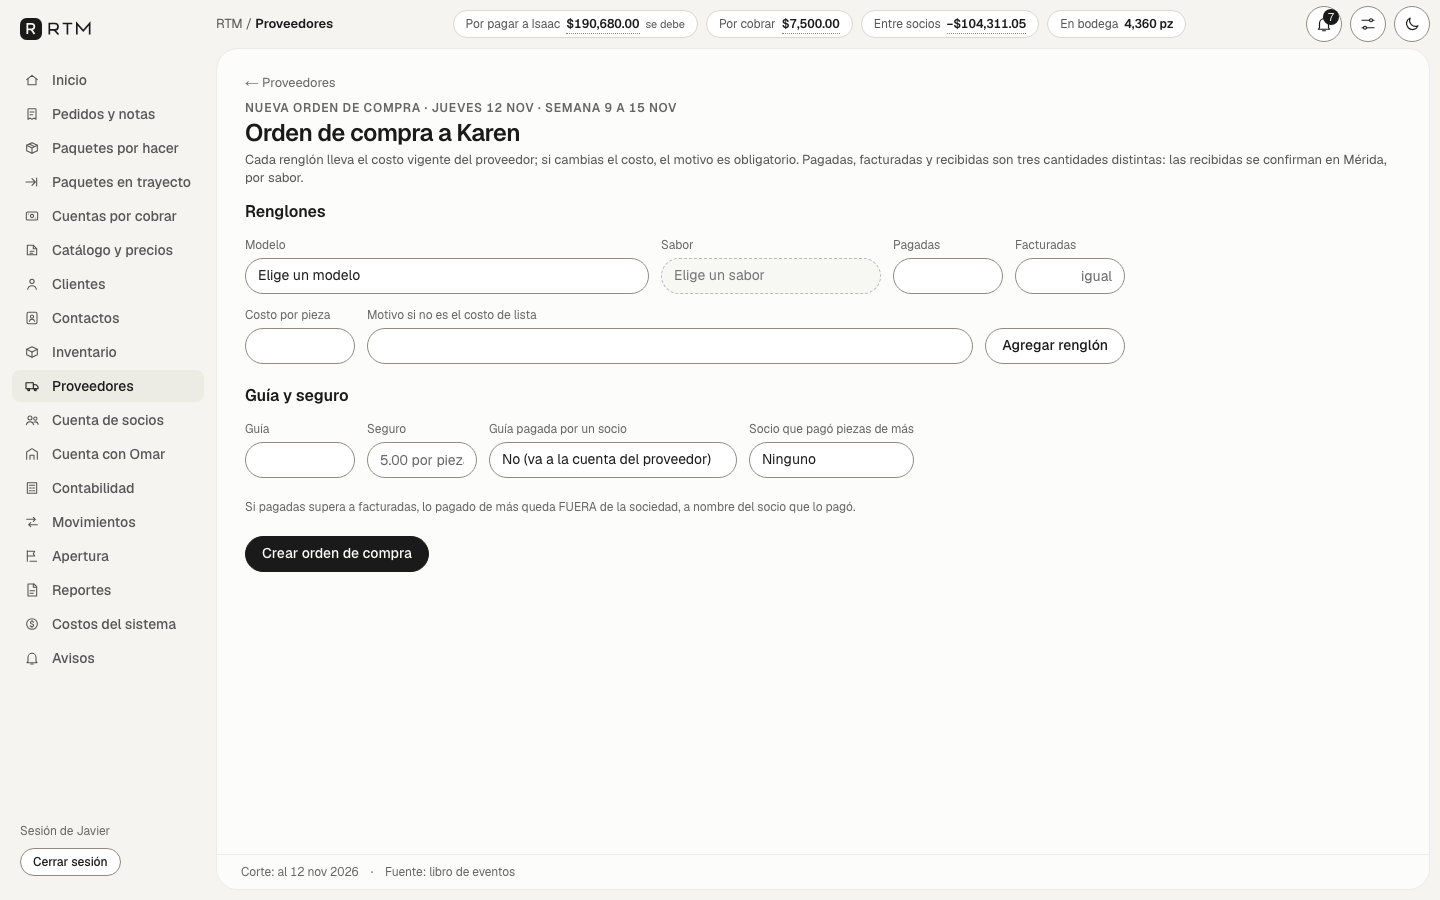 R RTM
RTM / Proveedores
Por pagar a Isaac $190,680.00 se debe
Por cobrar $7,500.00
Entre socios −$104,311.05
En bodega 4,360 pz
7
Inicio
Pedidos y notas
Paquetes por hacer
Paquetes en trayecto
Cuentas por cobrar
Catálogo y precios
Clientes
Contactos
Inventario
Proveedores
Cuenta de socios
Cuenta con Omar
Contabilidad
Movimientos
Apertura
Reportes
Costos del sistema
Avisos
Sesión de Javier
Cerrar sesión
← Proveedores
NUEVA ORDEN DE COMPRA · JUEVES 12 NOV · SEMANA 9 A 15 NOV
Orden de compra a Karen
Cada renglón lleva el costo vigente del proveedor; si cambias el costo, el motivo es obligatorio. Pagadas, facturadas y recibidas son tres cantidades distintas: las recibidas se confirman en Mérida,
por sabor.
Renglones
Modelo Sabor Pagadas Facturadas
Elige un modelo Elige un sabor igual
Costo por pieza Motivo si no es el costo de lista
Agregar renglón
Guía y seguro
Guía Seguro Guía pagada por un socio Socio que pagó piezas de más
5.00 por piez No (va a la cuenta del proveedor) Ninguno
Si pagadas supera a facturadas, lo pagado de más queda FUERA de la sociedad, a nombre del socio que lo pagó.
Crear orden de compra
Corte: al 12 nov 2026 · Fuente: libro de eventos